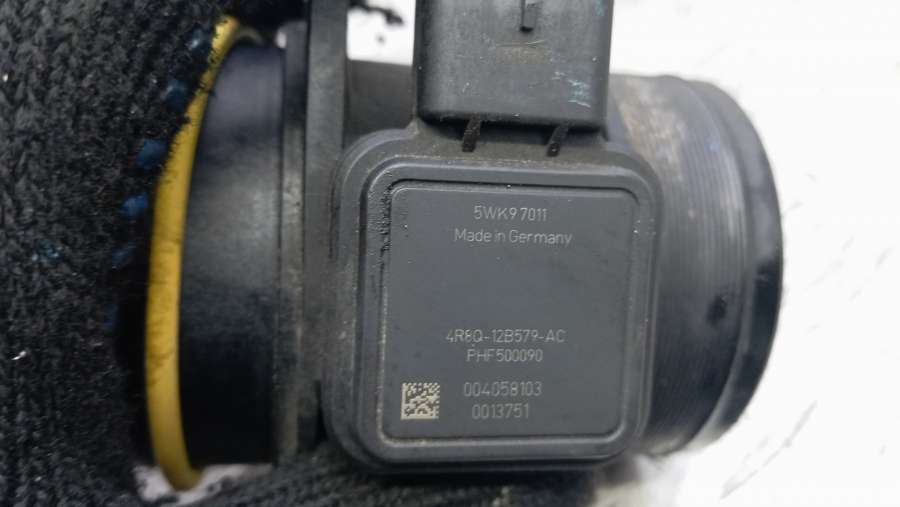 5WK9 7011
Made in Germany
4R8Q-12B579-AC
PHF500090
004058103
0013751